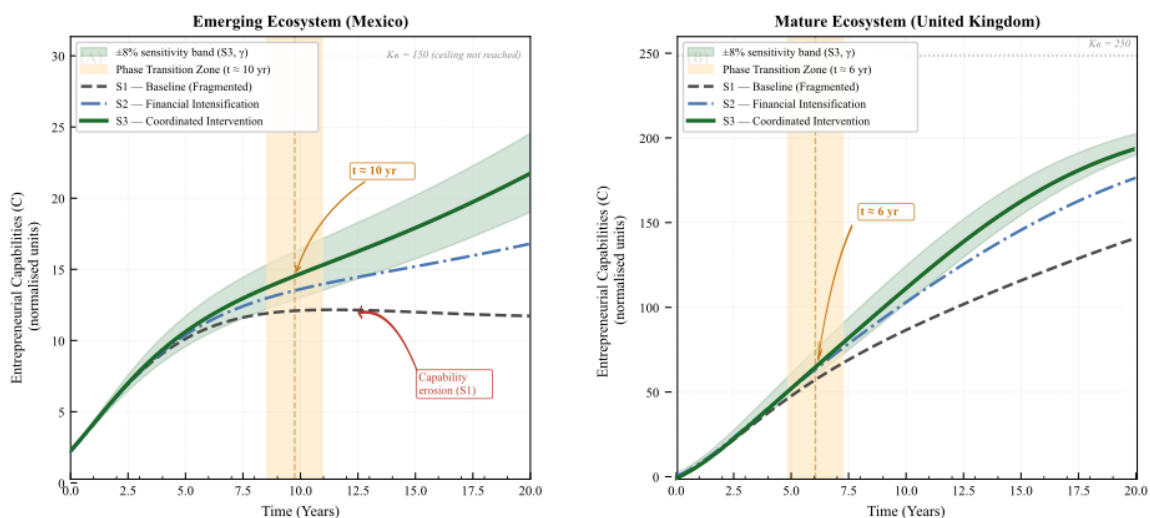 Emerging Ecosystem (Mexico)
±8% sensitivity band (S3, γ)
Phase Transition Zone (t ≈ 10 yr)
S1 — Baseline (Fragmented)
S2 — Financial Intensification
S3 — Coordinated Intervention
= 150 (ceiling not reached)
t ≈ 10 yr
Capability
erosion (S1)
30
25
20
15
10
5
0
0.0 2.5 5.0 7.5 10.0 12.5 15.0 17.5 20.0
Time (Years)
Entrepreneurial Capabilities (C)
(normalised units)
Mature Ecosystem (United Kingdom)
±8% sensitivity band (S3, γ)
Phase Transition Zone (t ≈ 6 yr)
S1 — Baseline (Fragmented)
S2 — Financial Intensification
S3 — Coordinated Intervention
= 250
t ≈ 6 yr
250
200
150
100
50
0
0.0 2.5 5.0 7.5 10.0 12.5 15.0 17.5 20.0
Time (Years)
Entrepreneurial Capabilities (C)
(normalised units)